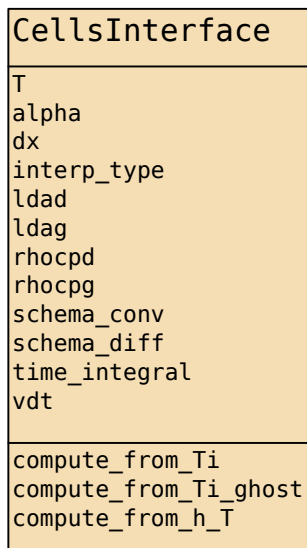 CellsInterface
T
alpha
dx
interp_type
ldad
ldag
rhocpd
rhocpg
schema_conv
schema_diff
time_integral
vdt
compute_from_Ti
compute_from_Ti_ghost
compute_from_h_T